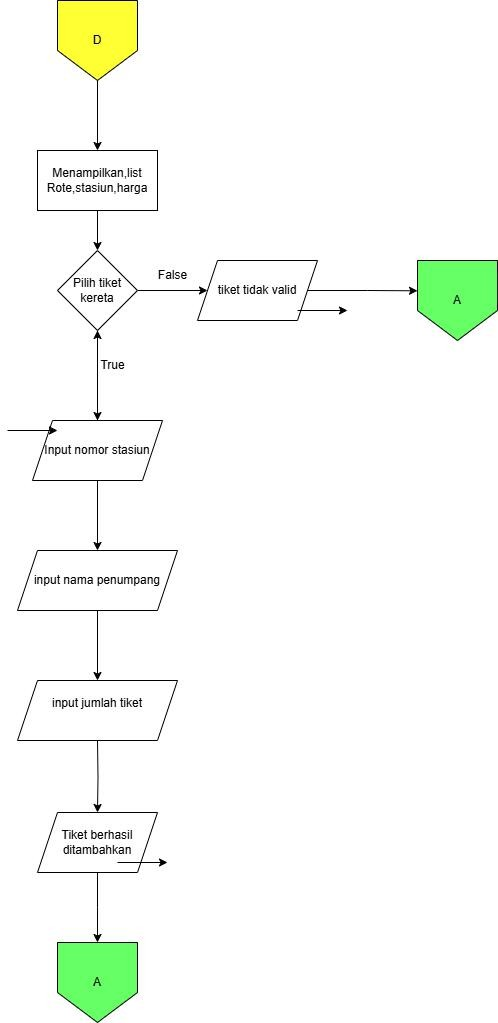 D
Menampilkan,list
Rote,stasiun,harga
Pilih tiket
kereta
False
tiket tidak valid
A
True
Input nomor stasiun
input nama penumpang
input jumlah tiket
Tiket berhasil
ditambahkan
A